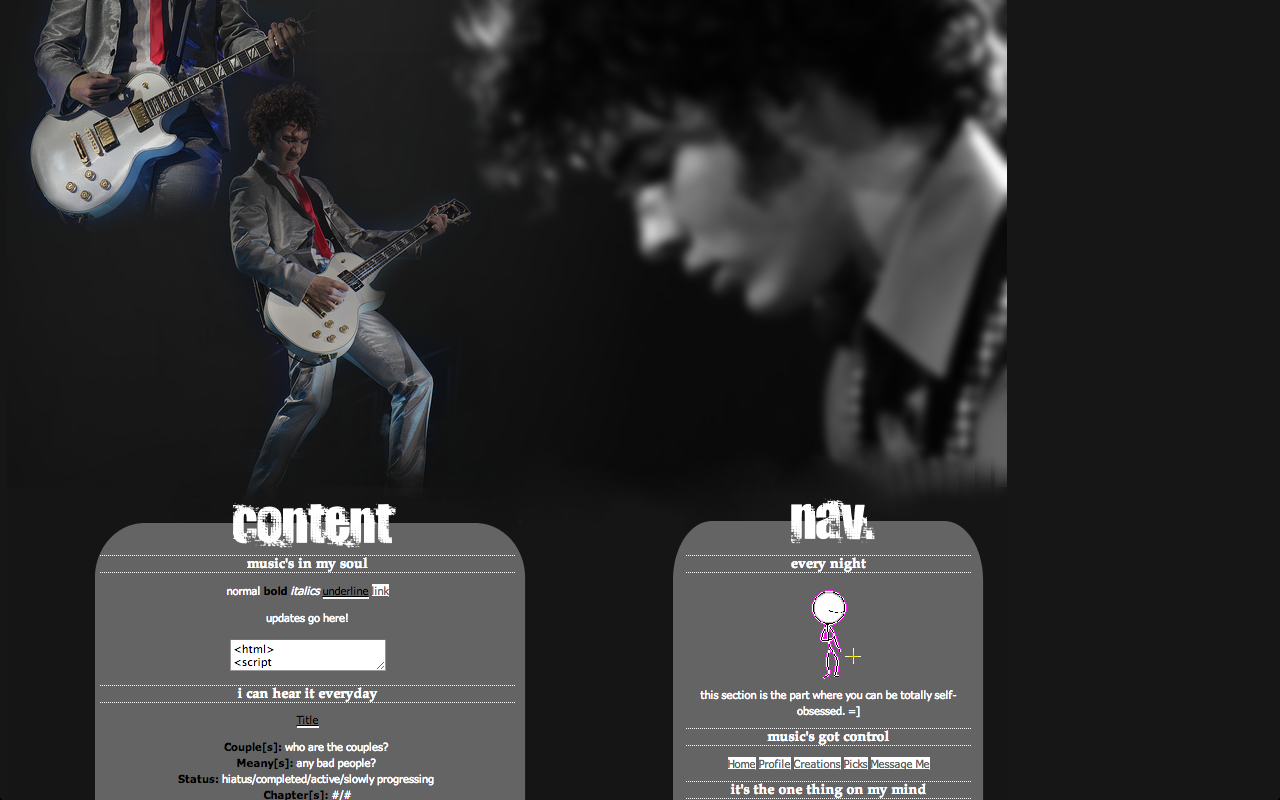 content
music's in my soul
normal bold italics underline link
updates go here!
<html>
<script
i can hear it everyday
Title
Couple[s]: who are the couples?
Meany[s]: any bad people?
Status: hiatus/completed/active/slowly progressing
Chapter[s]: #/#
nav.
every night
this section is the part where you can be totally self-
obsessed. =]
music's got control
Home Profile Creations Picks Message Me
it's the one thing on my mind